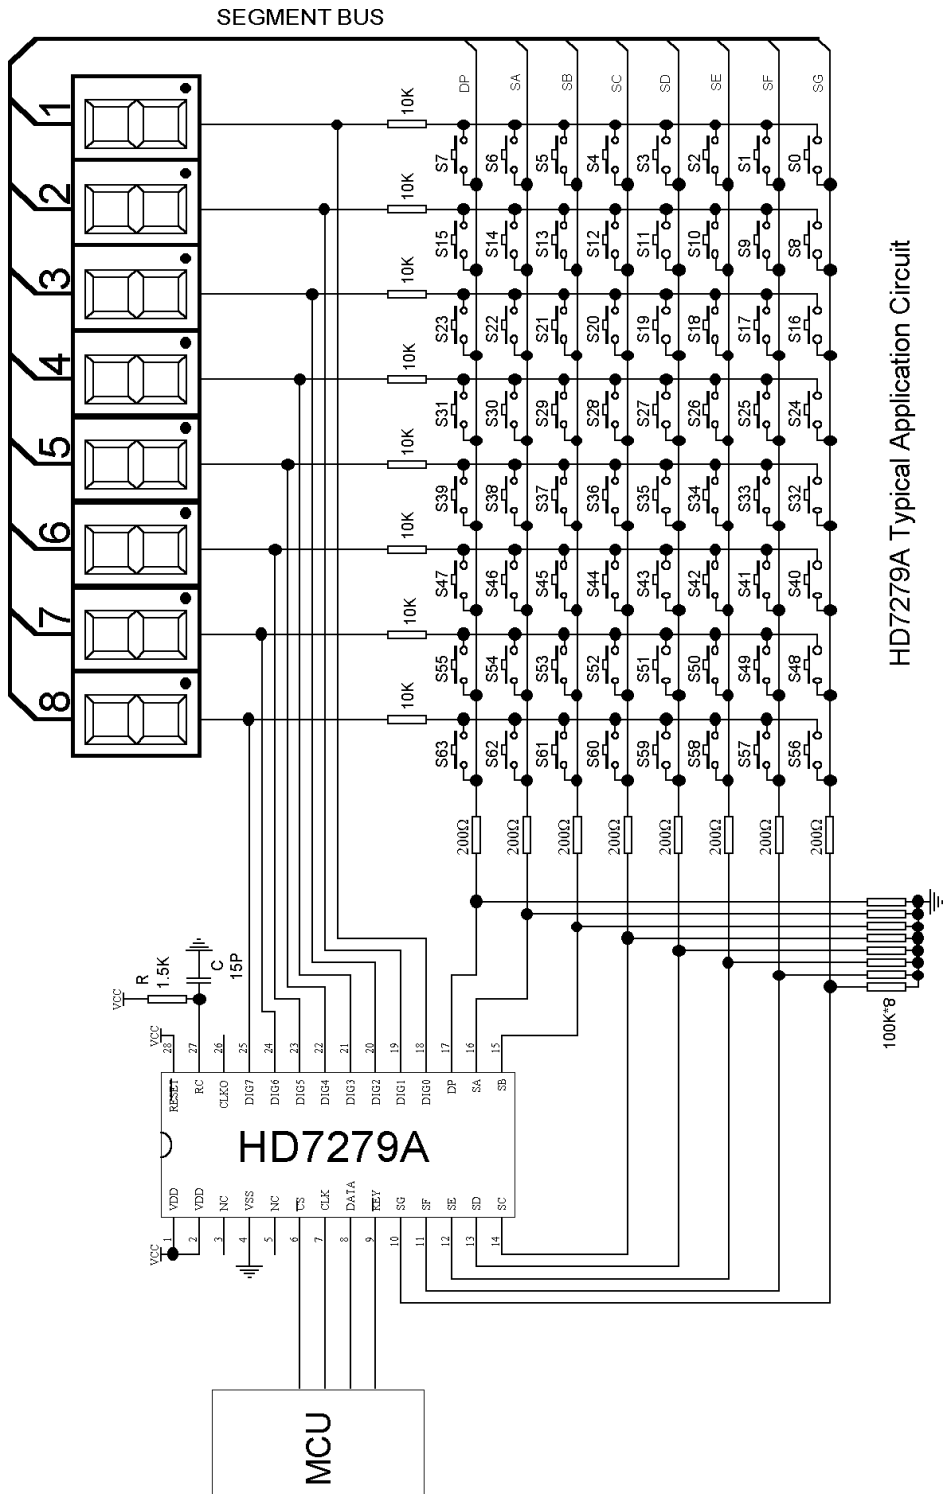 SEGMENT BUS
DP SA SB SC SD SE SF SG
1 10K S7 S6 S5 S4 S3 S2 S1 S0
2 10K S15 S14 S13 S12 S11 S10 S9 S8
3 10K S23 S22 S21 S20 S19 S18 S17 S16
4 10K S31 S30 S29 S28 S27 S26 S25 S24
5 10K S39 S38 S37 S36 S35 S34 S33 S32
6 10K S47 S46 S45 S44 S43 S42 S41 S40
7 10K S55 S54 S53 S52 S51 S50 S49 S48
8 10K S63 S62 S61 S60 S59 S58 S57 S56
200Ω 200Ω 200Ω 200Ω 200Ω 200Ω 200Ω 200Ω
HD7279A Typical Application Circuit
100K*8
VCC R 1.5K C 15P
VCC
28 27 26 25 24 23 22 21 20 19 18 17 16 15
RESET RC CLKO DIG7 DIG6 DIG5 DIG4 DIG3 DIG2 DIG1 DIG0 DP SA SB
HD7279A
VDD VDD NC VSS NC CS CLK DATA KEY SG SF SE SD SC
1 2 3 4 5 6 7 8 9 10 11 12 13 14
VCC
MCU